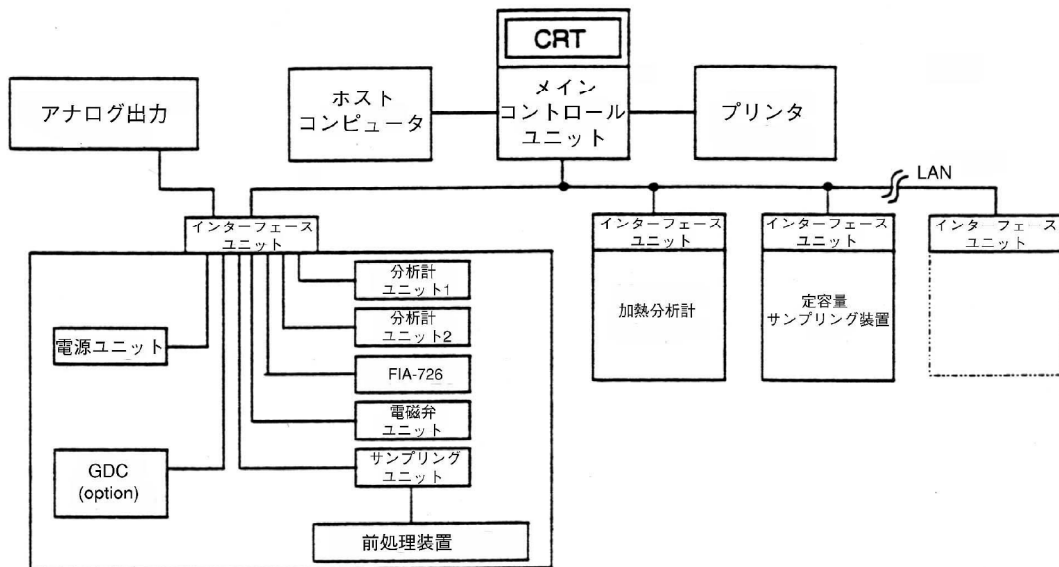 CRT
メイン
コントロール
ユニット
ホスト
コンピュータ
プリンタ
アナログ出力
LAN
インターフェース
ユニット
インターフェース
ユニット
インターフェース
ユニット
インターフェース
ユニット
分析計
ユニット1
分析計
ユニット2
FIA-726
電磁弁
ユニット
サンプリング
ユニット
前処理装置
電源ユニット
GDC
(option)
加熱分析計
定容量
サンプリング装置